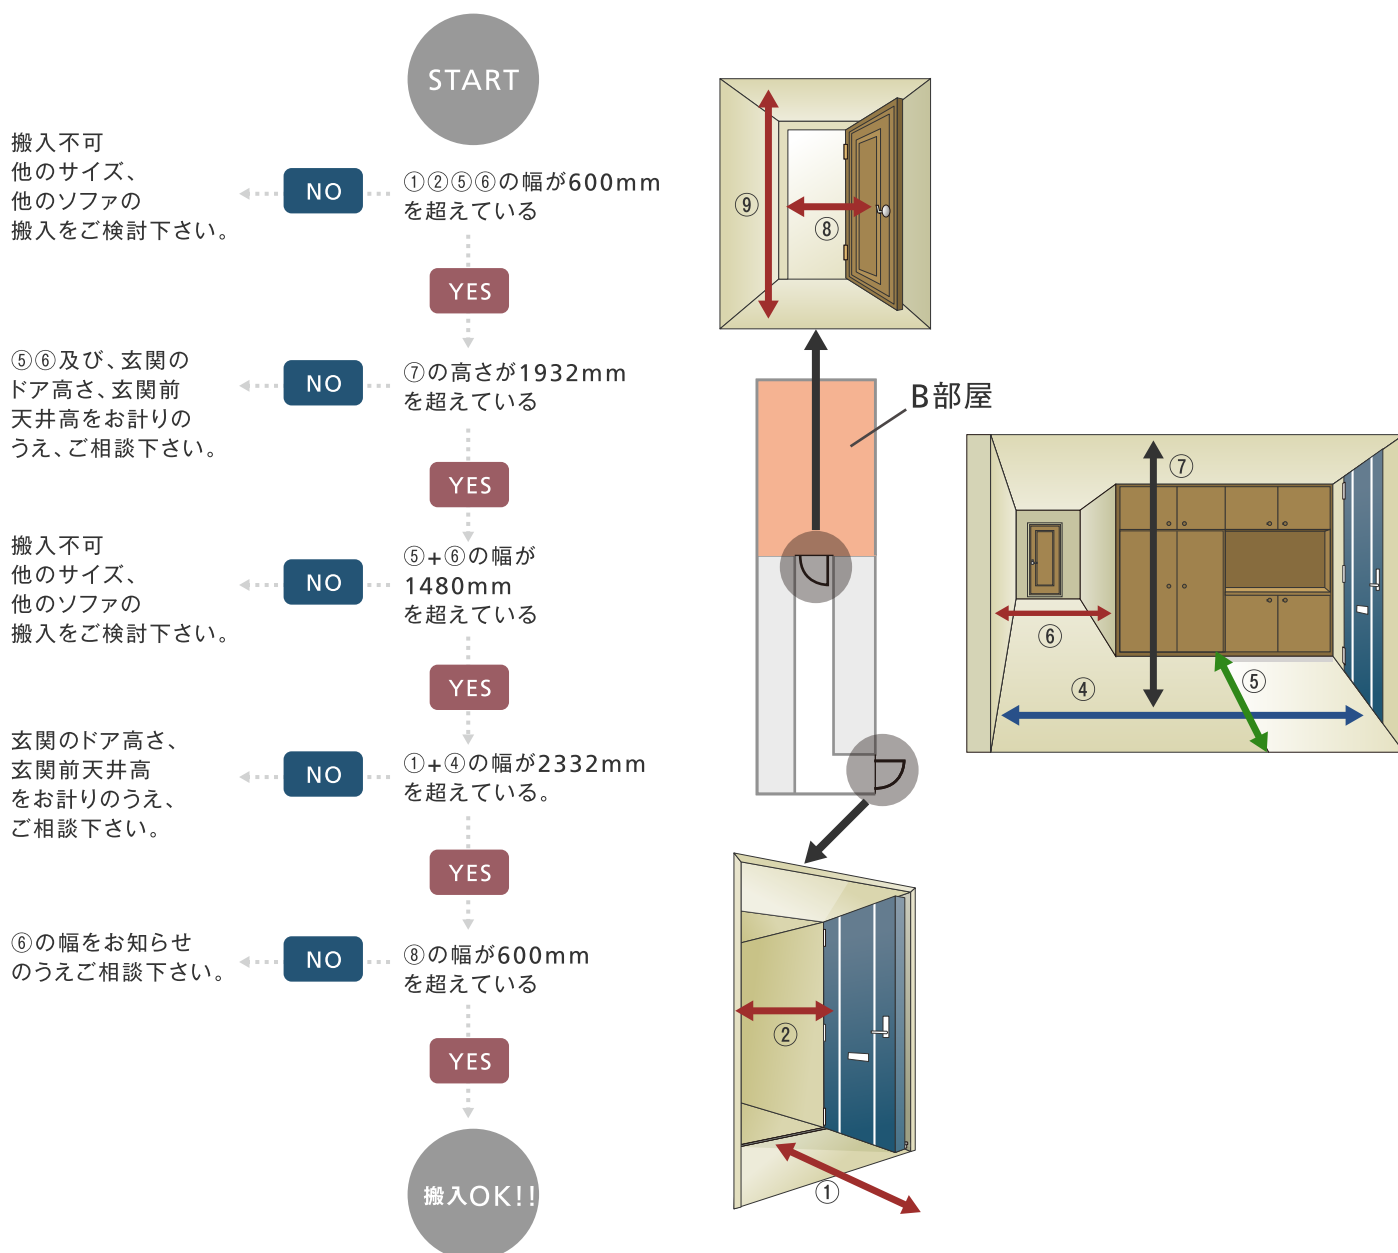 START
①②⑤⑥の幅が600mm
を超えている
NO
搬入不可
他のサイズ、
他のソファの
搬入をご検討下さい。
YES
⑦の高さが1932mm
を超えている
NO
⑤⑥及び、玄関の
ドア高さ、玄関前
天井高をお計りの
うえ、ご相談下さい。
YES
⑤+⑥の幅が
1480mm
を超えている
NO
搬入不可
他のサイズ、
他のソファの
搬入をご検討下さい。
YES
①+④の幅が2332mm
を超えている。
NO
玄関のドア高さ、
玄関前天井高
をお計りのうえ、
ご相談下さい。
YES
⑧の幅が600mm
を超えている
NO
⑥の幅をお知らせ
のうえご相談下さい。
YES
搬入OK!!
⑨
⑧
B部屋
⑦
⑥
④
⑤
②
①